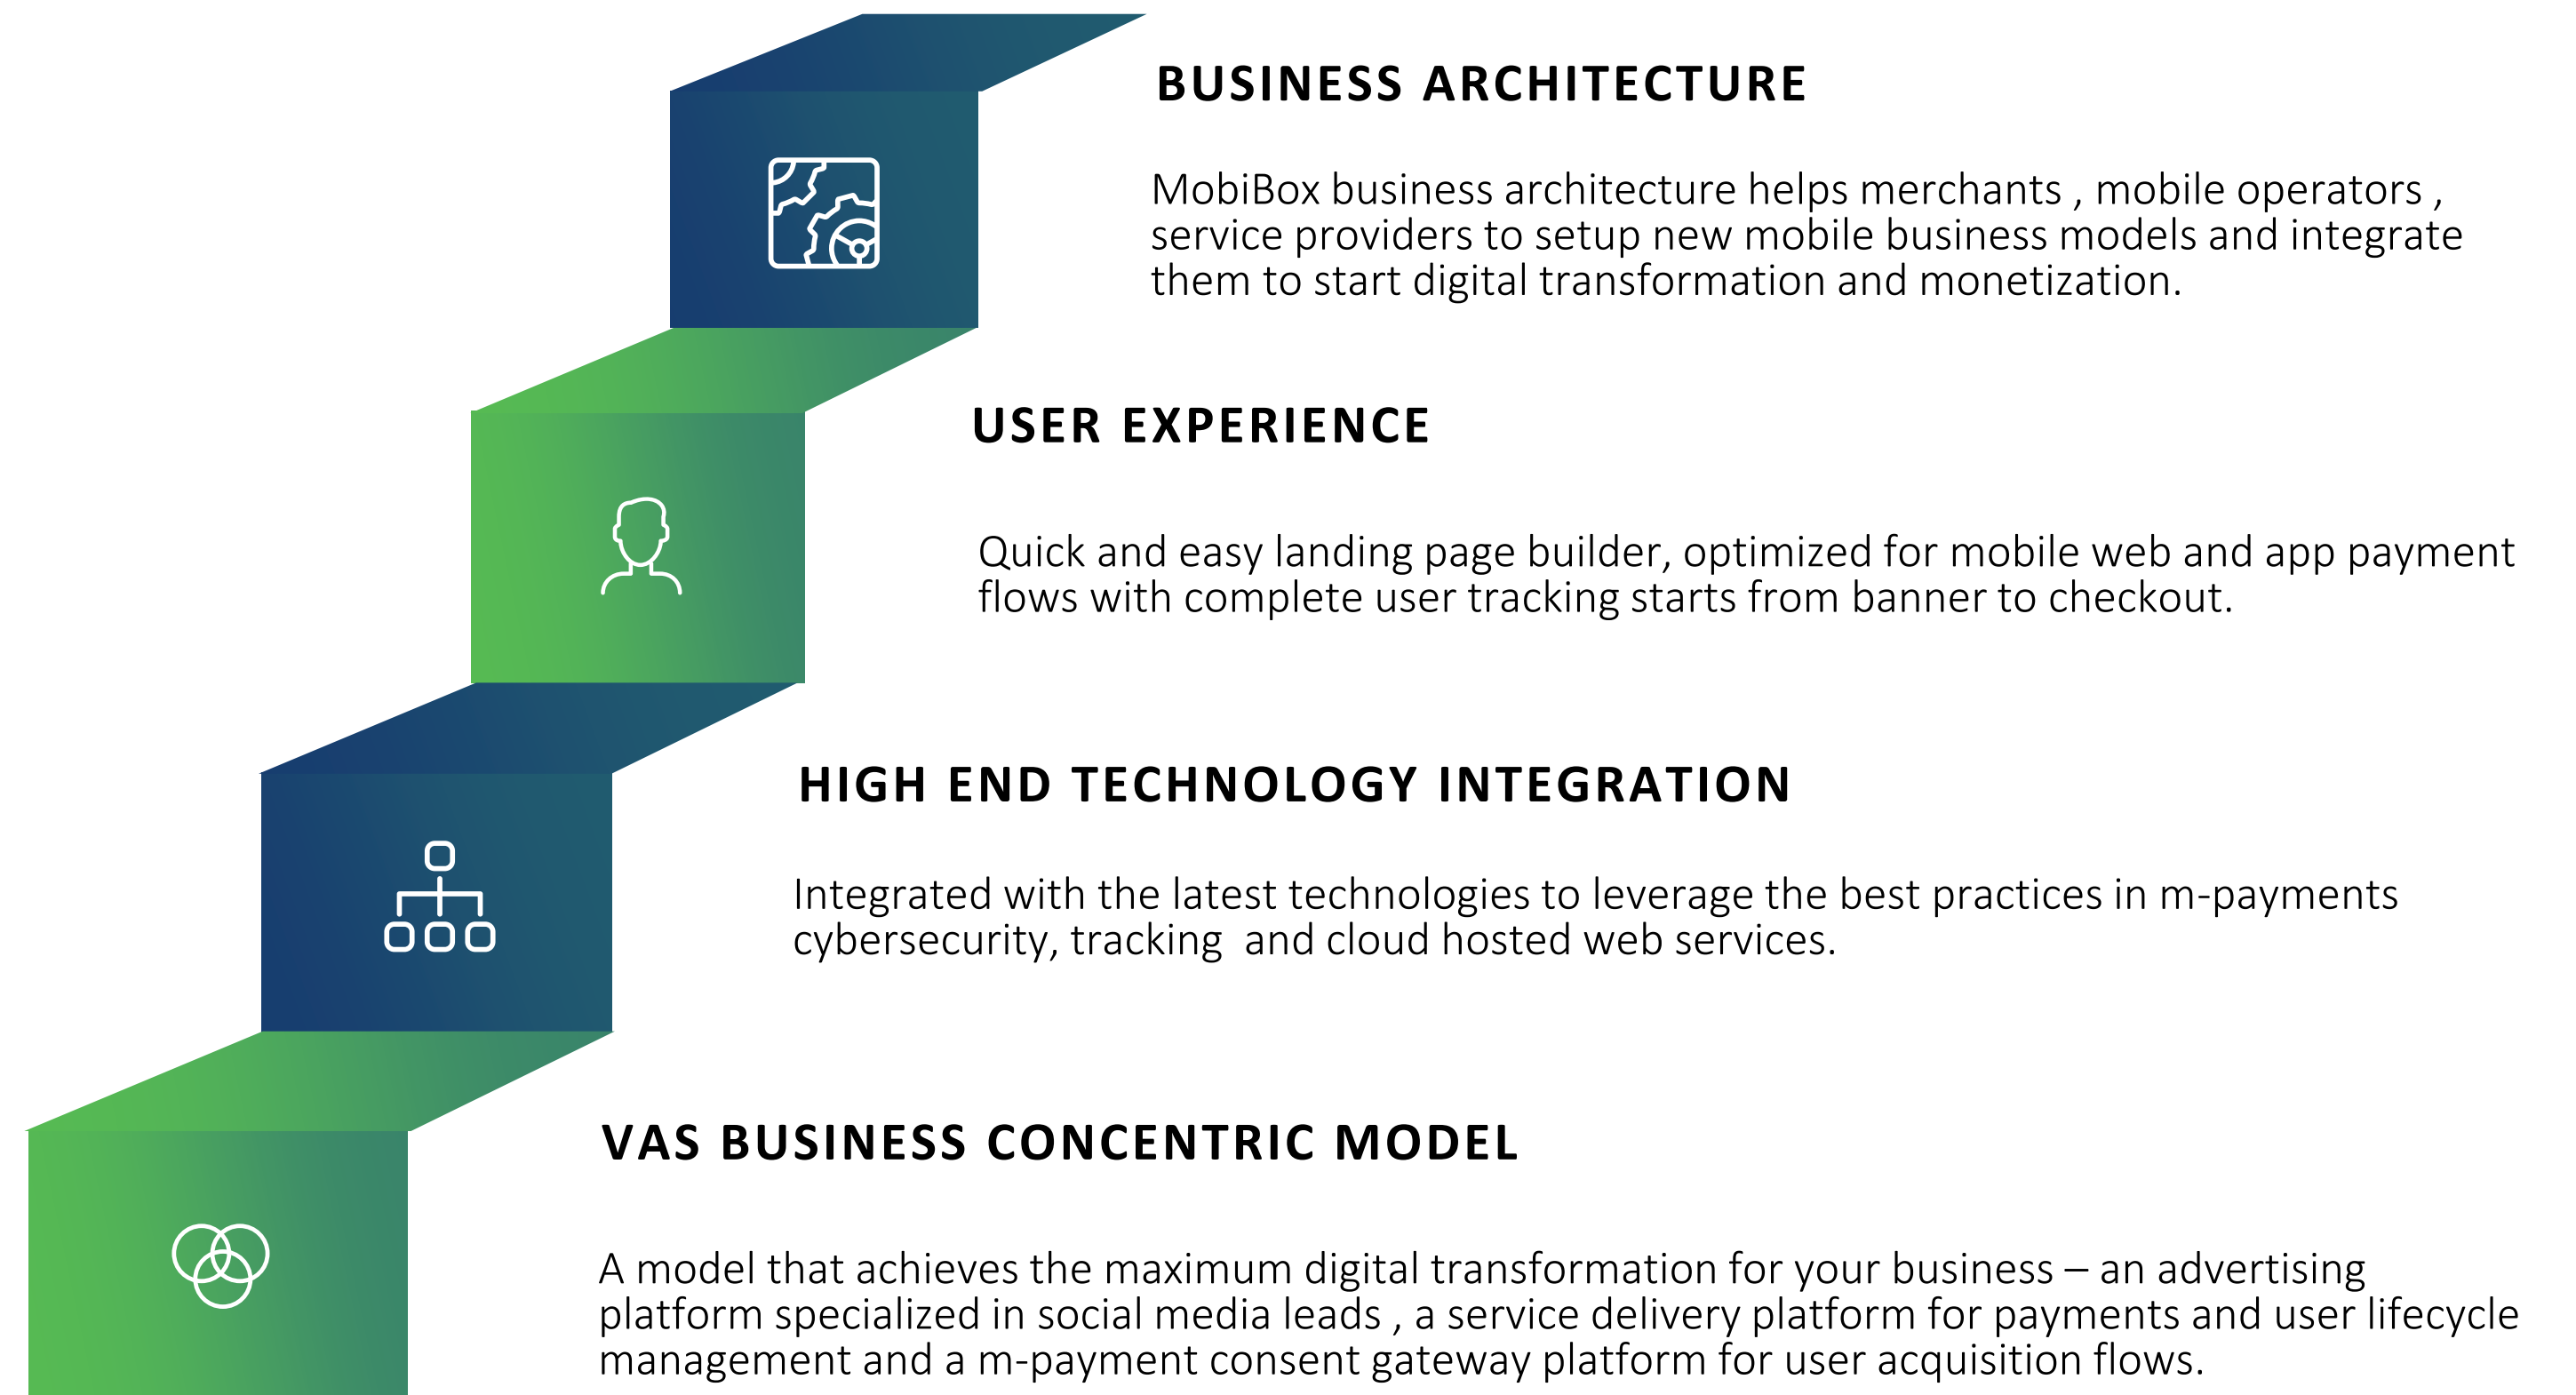 BUSINESS ARCHITECTURE
MobiBox business architecture helps merchants , mobile operators ,
service providers to setup new mobile business models and integrate
them to start digital transformation and monetization.
USER EXPERIENCE
Quick and easy landing page builder, optimized for mobile web and app payment
flows with complete user tracking starts from banner to checkout.
HIGH END TECHNOLOGY INTEGRATION
Integrated with the latest technologies to leverage the best practices in m-payments
cybersecurity, tracking  and cloud hosted web services.
VAS BUSINESS CONCENTRIC MODEL
A model that achieves the maximum digital transformation for your business – an advertising
platform specialized in social media leads , a service delivery platform for payments and user lifecycle
management and a m-payment consent gateway platform for user acquisition flows.